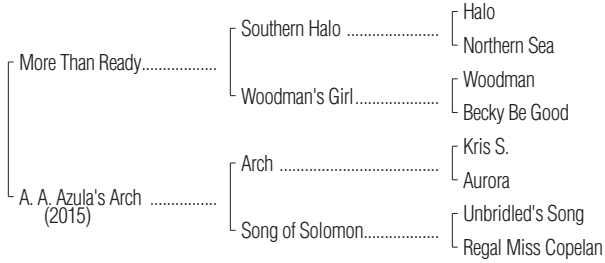 Halo
Southern Halo
Northern Sea
More Than Ready
Woodman
Woodman's Girl
Becky Be Good
Kris S.
Arch
Aurora
A. A. Azula's Arch
(2015)
Unbridled's Song
Song of Solomon
Regal Miss Copelan